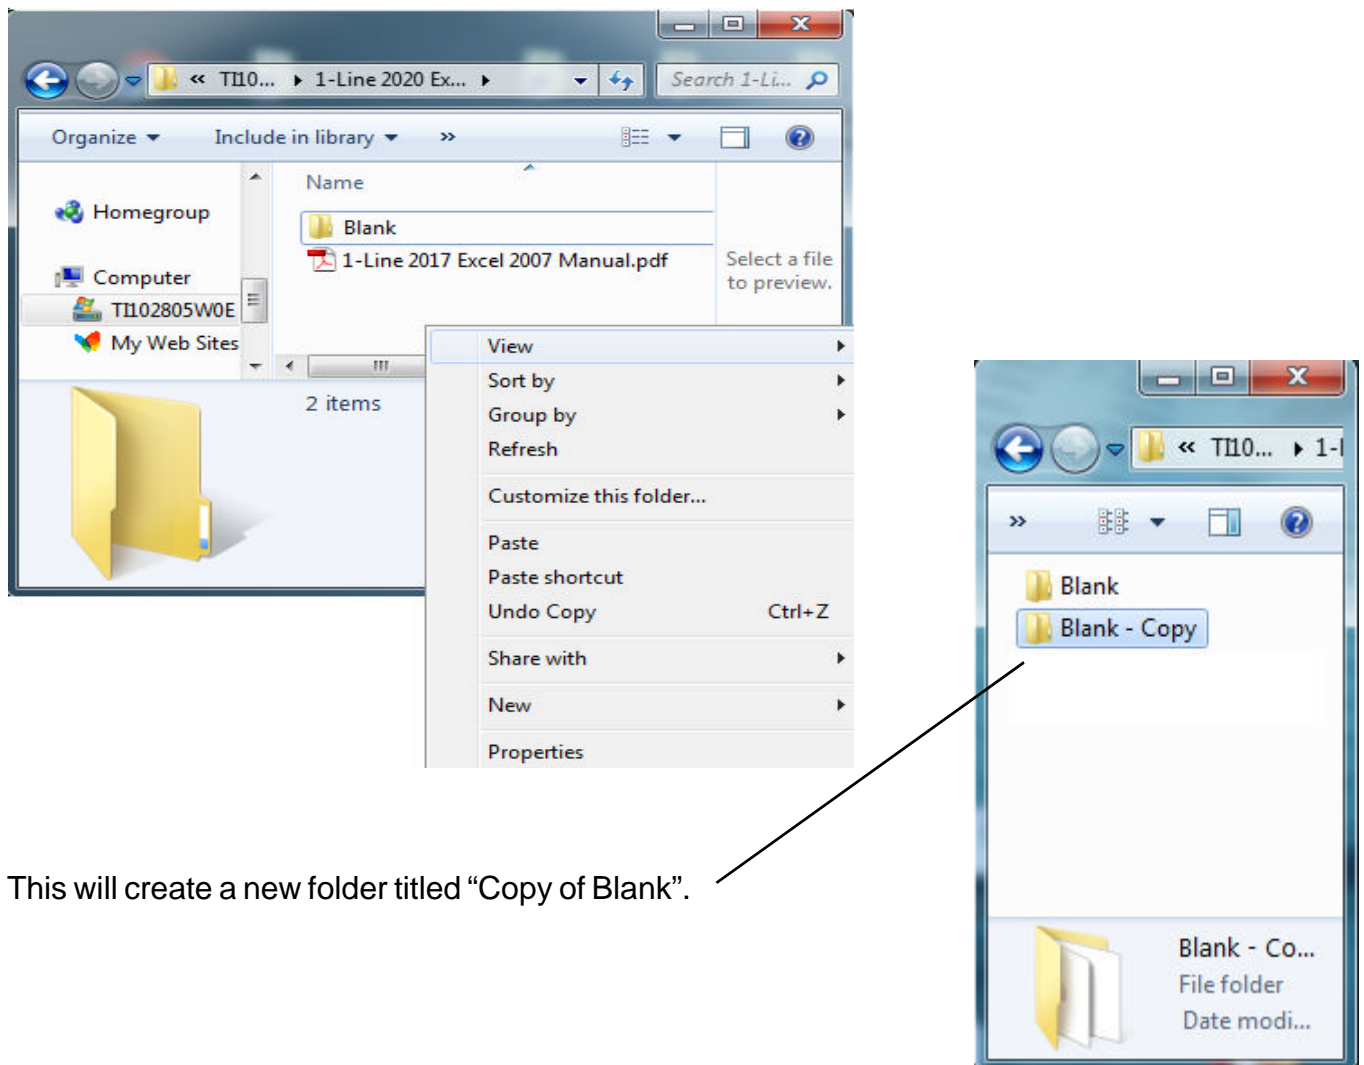 « TI10... ▸ 1-Line 2020 Ex... ▸
Search 1-Li...
Organize
Include in library
»
Name
Homegroup
Blank
1-Line 2017 Excel 2007 Manual.pdf
Select a file
to preview.
Computer
TI102805W0E
My Web Sites
2 items
View
Sort by
Group by
Refresh
Customize this folder...
Paste
Paste shortcut
Undo Copy Ctrl+Z
Share with
New
Properties
This will create a new folder titled “Copy of Blank”.
« TI10... ▸ 1-l
»
Blank
Blank - Copy
Blank - Co...
File folder
Date modi...